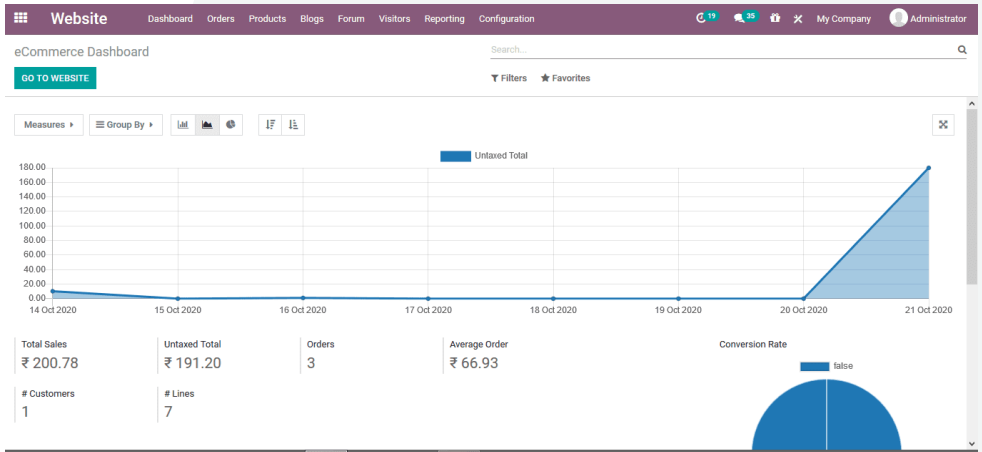 Website Dashboard Orders Products Blogs Forum Visitors Reporting Configuration 19 35 My Company Administrator
eCommerce Dashboard Search...
GO TO WEBSITE Filters Favorites
Measures Group By
Untaxed Total
180.00
160.00
140.00
120.00
100.00
80.00
60.00
40.00
20.00
0.00
14 Oct 2020 15 Oct 2020 16 Oct 2020 17 Oct 2020 18 Oct 2020 19 Oct 2020 20 Oct 2020 21 Oct 2020
Total Sales Untaxed Total Orders Average Order Conversion Rate
₹ 200.78 ₹ 191.20 3 ₹ 66.93
false
# Customers # Lines
1 7